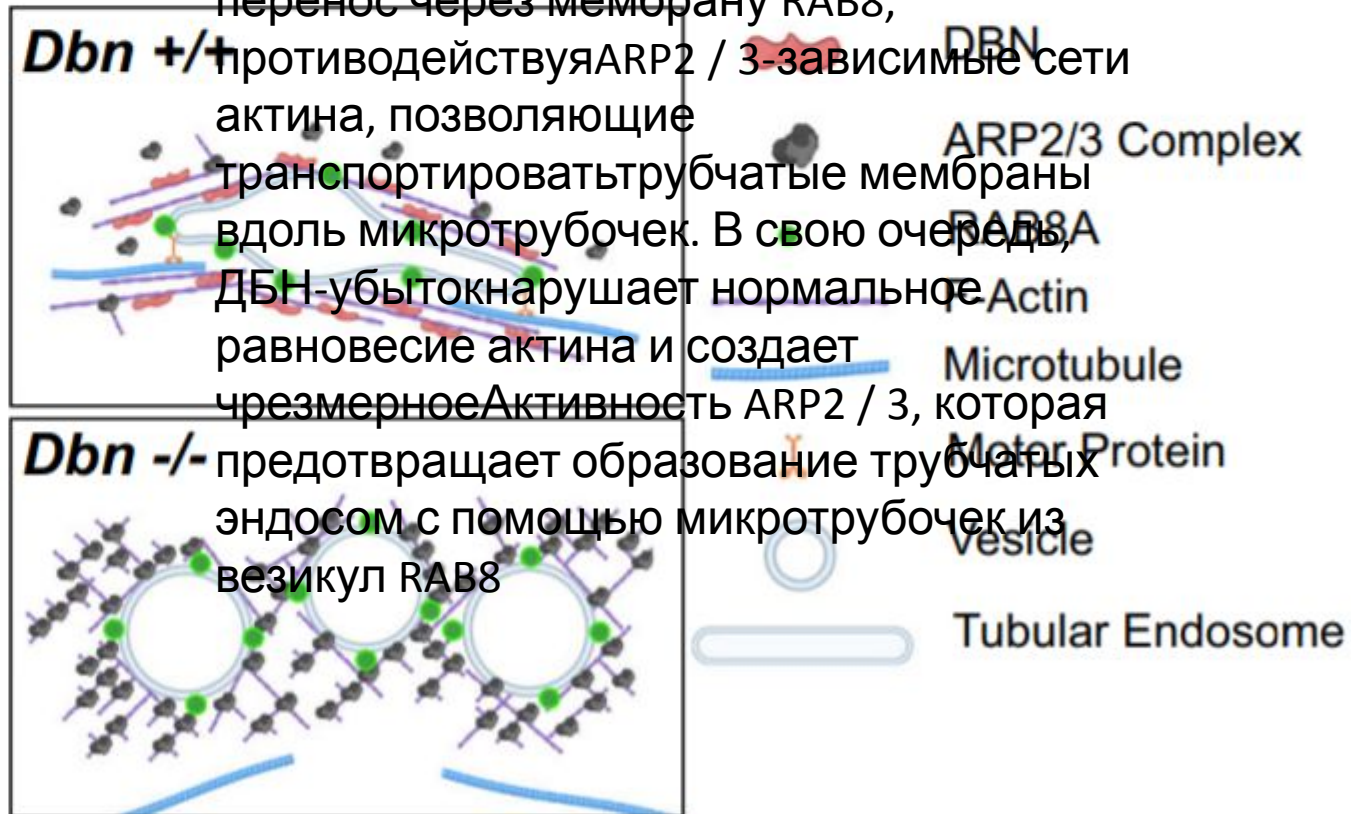 перенос через мембрану RAB8,
Dbn +/+
противодействуяARP2 / 3-зависимые сети
актина, позволяющие
транспортироватьтрубчатые мембраны
вдоль микротрубочек. В свою очередь,
ДБН-убытокнарушает нормальное
равновесие актина и создает
чрезмерноеАктивность ARP2 / 3, которая
Dbn -/-
предотвращает образование трубчатых
эндосом с помощью микротрубочек из
везикул RAB8
DBN
ARP2/3 Complex
RAB8A
F-Actin
Microtubule
Motor Protein
Vesicle
Tubular Endosome